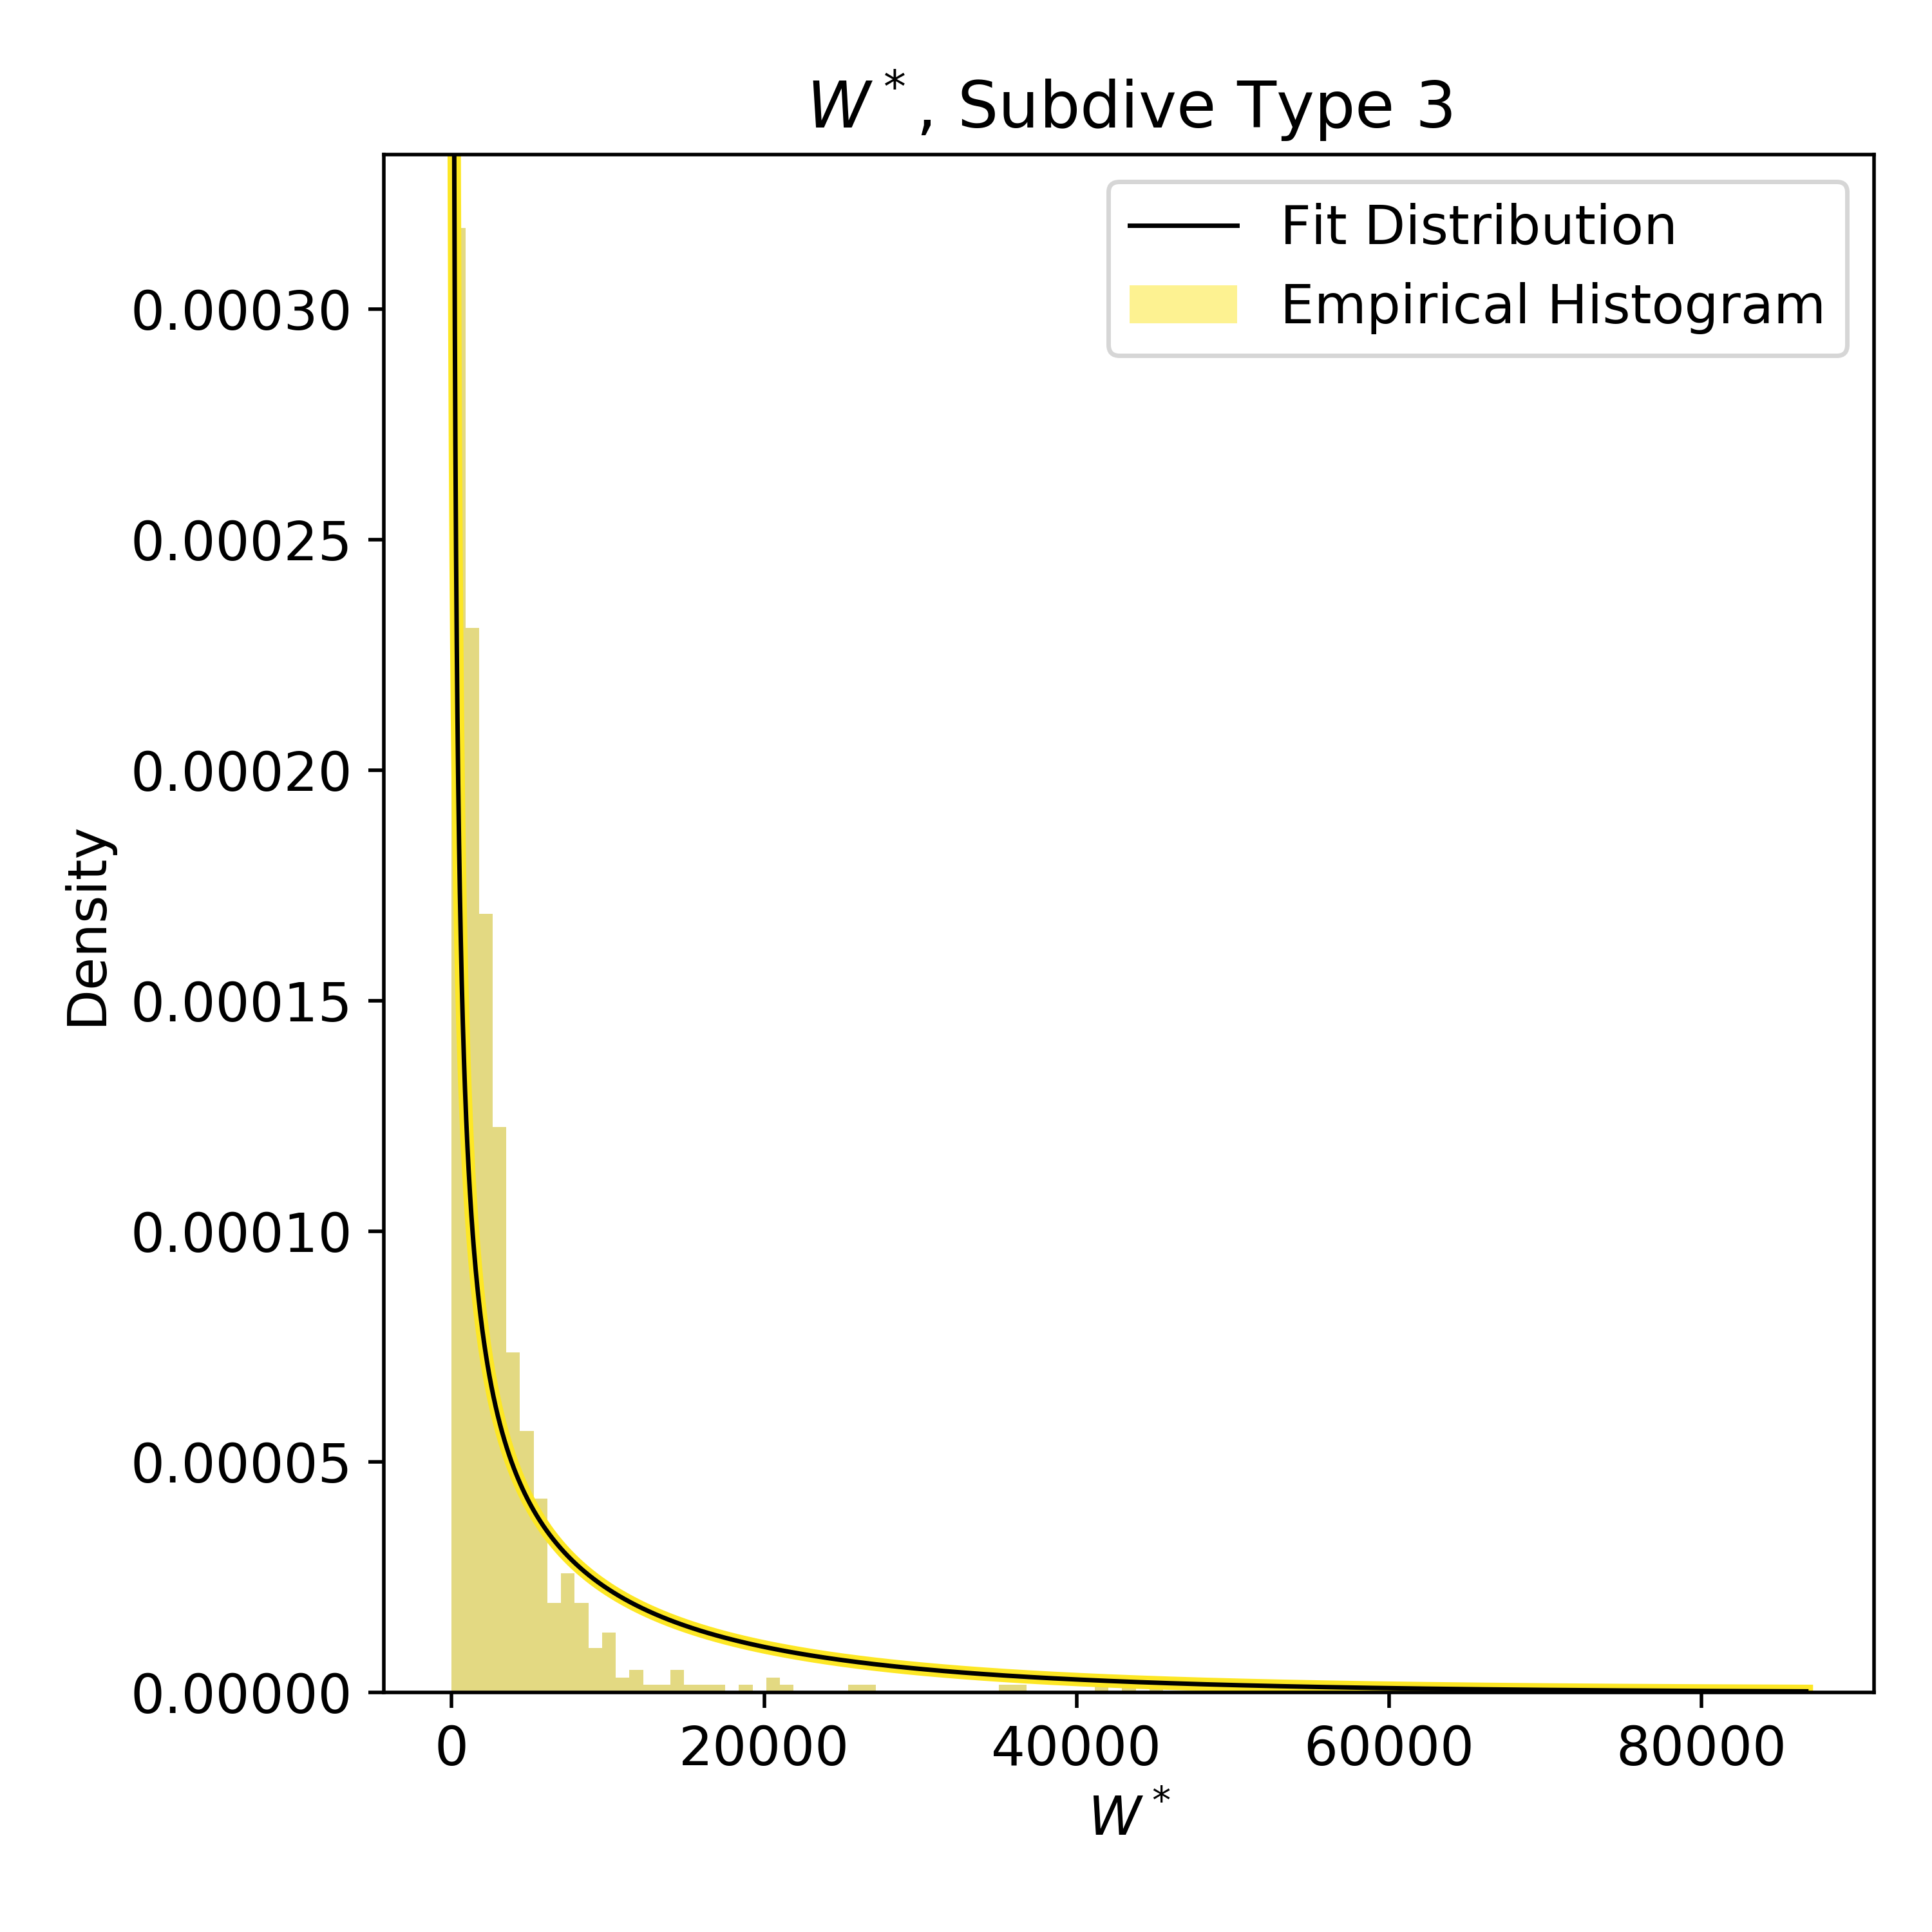 W*, Subdive Type 3
Fit Distribution
Empirical Histogram
0.00030
0.00025
0.00020
0.00015
0.00010
0.00005
0.00000
Density
0 20000 40000 60000 80000
W*